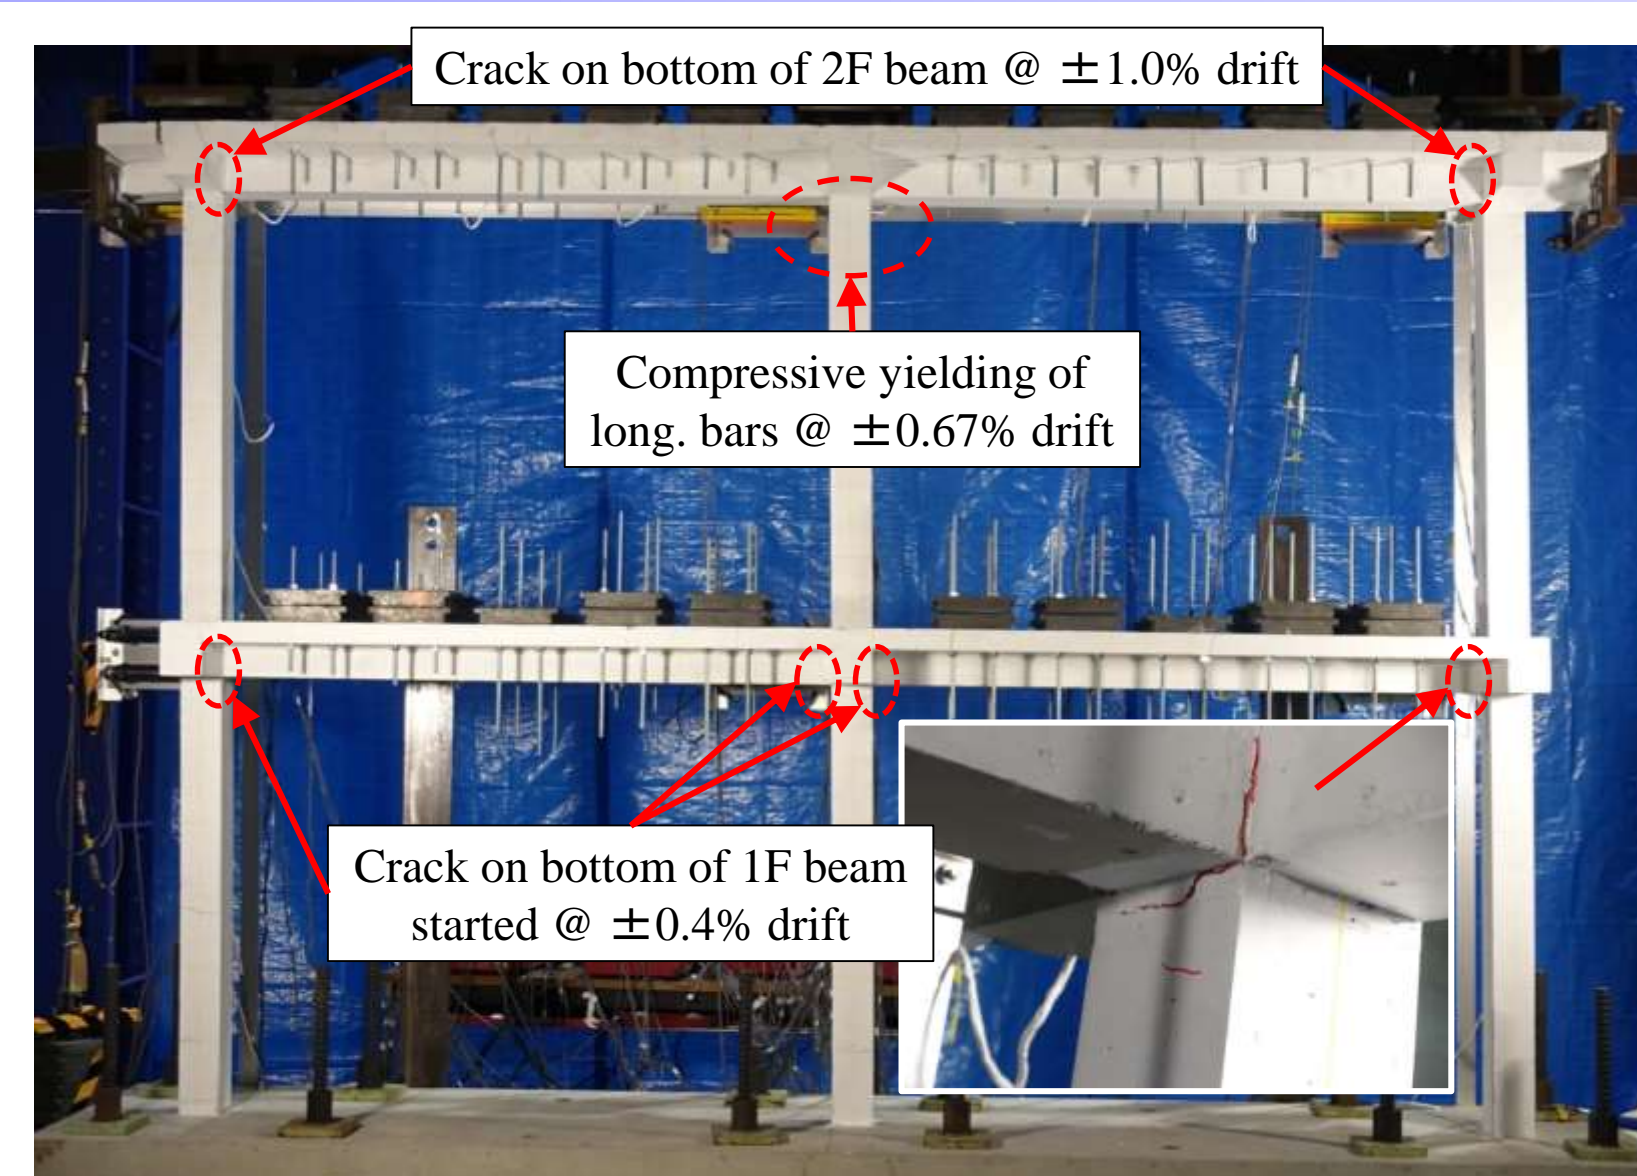 Crack on bottom of 2F beam @ ±1.0% drift
Compressive yielding of
long. bars @ ±0.67% drift
Crack on bottom of 1F beam
started @ ±0.4% drift